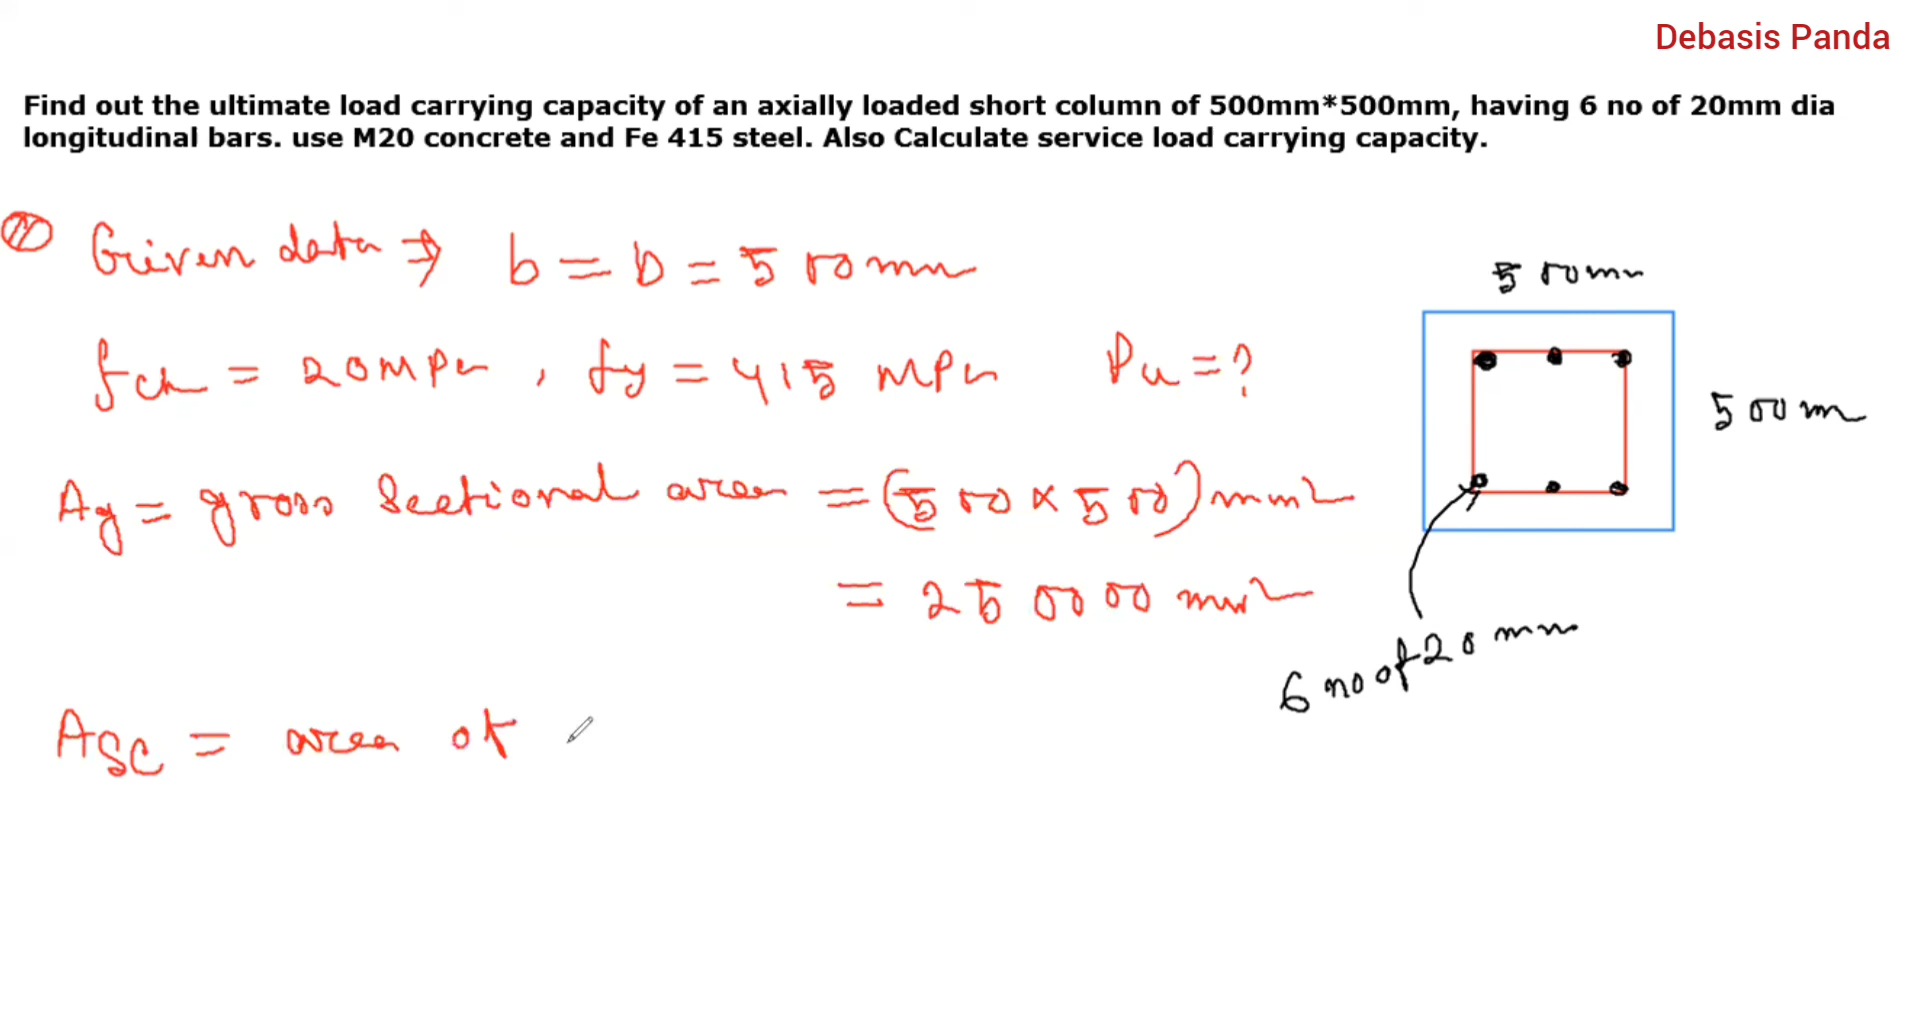 Debasis Panda
Find out the ultimate load carrying capacity of an axially loaded short column of 500mm*500mm, having 6 no of 20mm dia
longitudinal bars. use M20 concrete and Fe 415 steel. Also Calculate service load carrying capacity.
Given data ⇒ b = D = 500mm
fck = 20MPa , fy = 415 MPa Pu = ?
Ag = gross Sectional area = (500 × 500) mm²
= 250000 mm²
Asc = area of
500mm
500m
6 no of 20 mm